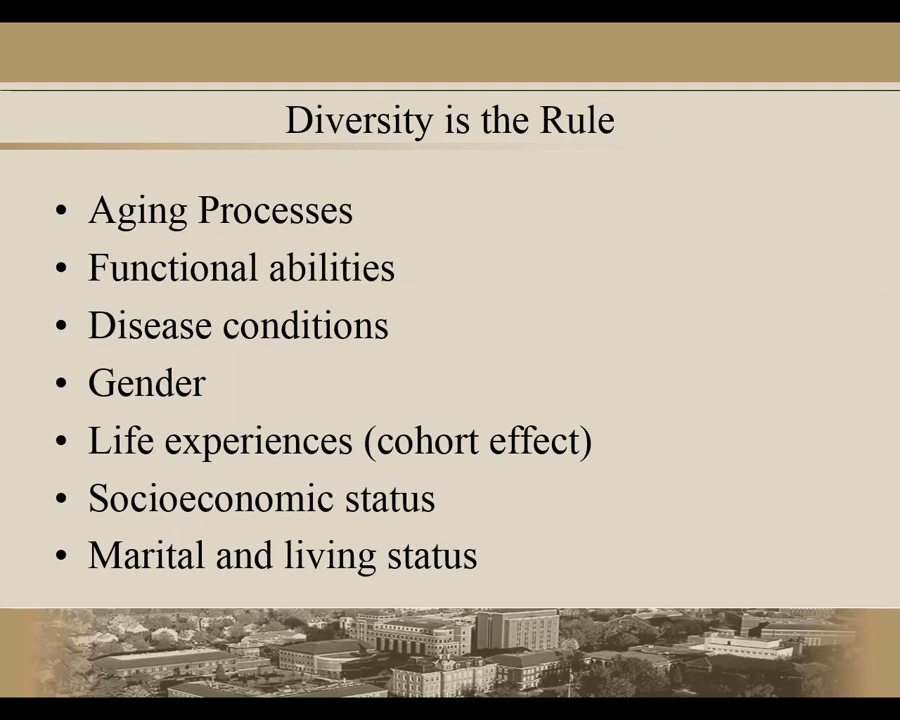 Diversity is the Rule
• Aging Processes
• Functional abilities
• Disease conditions
• Gender
• Life experiences (cohort effect)
• Socioeconomic status
• Marital and living status